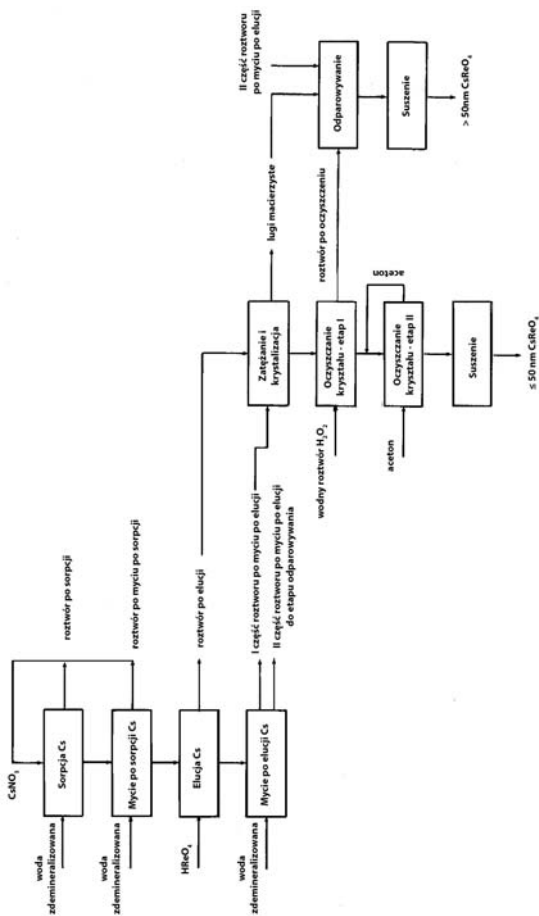 CsNO₃
woda
zdemineralizowana
Sorpcja Cs
roztwór po sorpcji
woda
zdemineralizowana
Mycie po sorpcji Cs
roztwór po myciu po sorpcji
HReO₄
Elucja Cs
roztwór po elucji
woda
zdemineralizowana
Mycie po elucji Cs
I część roztworu po myciu po elucji
II część roztworu po myciu po elucji
do etapu odparowywania
Zatężanie i
krystalizacja
ługi macierzyste
wodny roztwór H₂O₂
Oczyszczanie
kryształu - etap I
roztwór po oczyszczeniu
aceton
Oczyszczanie
kryształu - etap II
aceton
Suszenie
≤ 50 nm CsReO₄
II część roztworu
po myciu po elucji
Odparowywanie
Suszenie
> 50nm CsReO₄